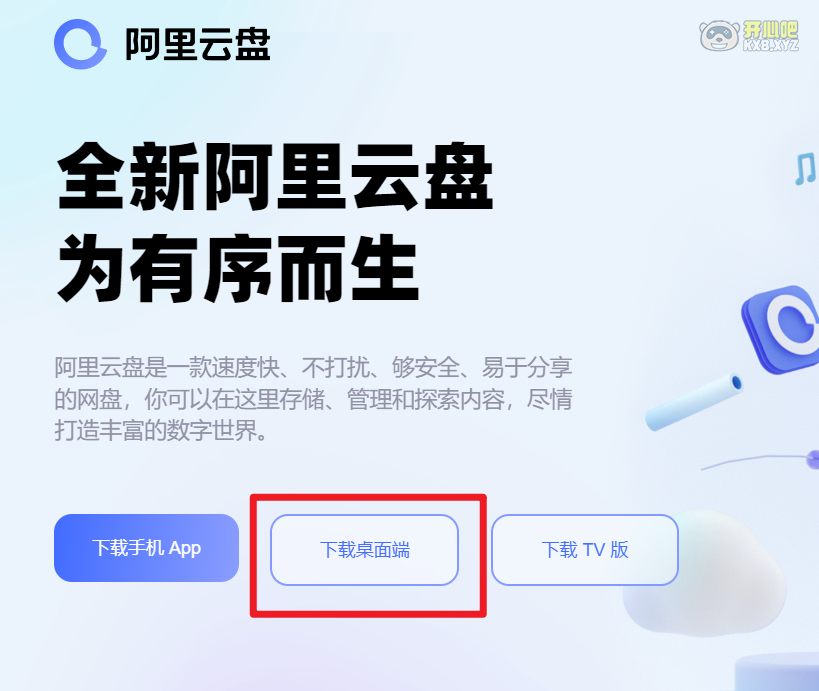 阿里云盘
开心吧
KXB.XYZ
全新阿里云盘
为有序而生
阿里云盘是一款速度快、不打扰、够安全、易于分享
的网盘，你可以在这里存储、管理和探索内容，尽情
打造丰富的数字世界。
下载手机 App
下载桌面端
下载 TV 版